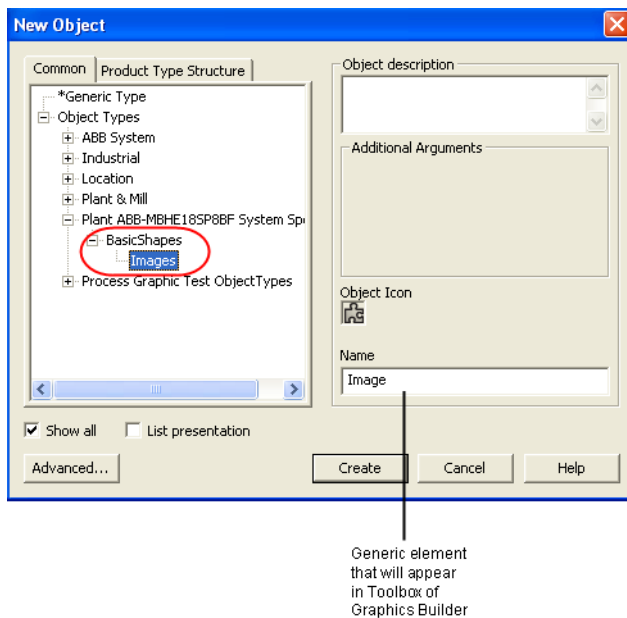 New Object
Common
Product Type Structure
*Generic Type
Object Types
ABB System
Industrial
Location
Plant & Mill
Plant ABB-MBHE18SP8BF System Sp
BasicShapes
Images
Process Graphic Test ObjectTypes
Show all
List presentation
Advanced...
Object description
Additional Arguments
Object Icon
Name
Image
Create
Cancel
Help
Generic element
that will appear
in Toolbox of
Graphics Builder